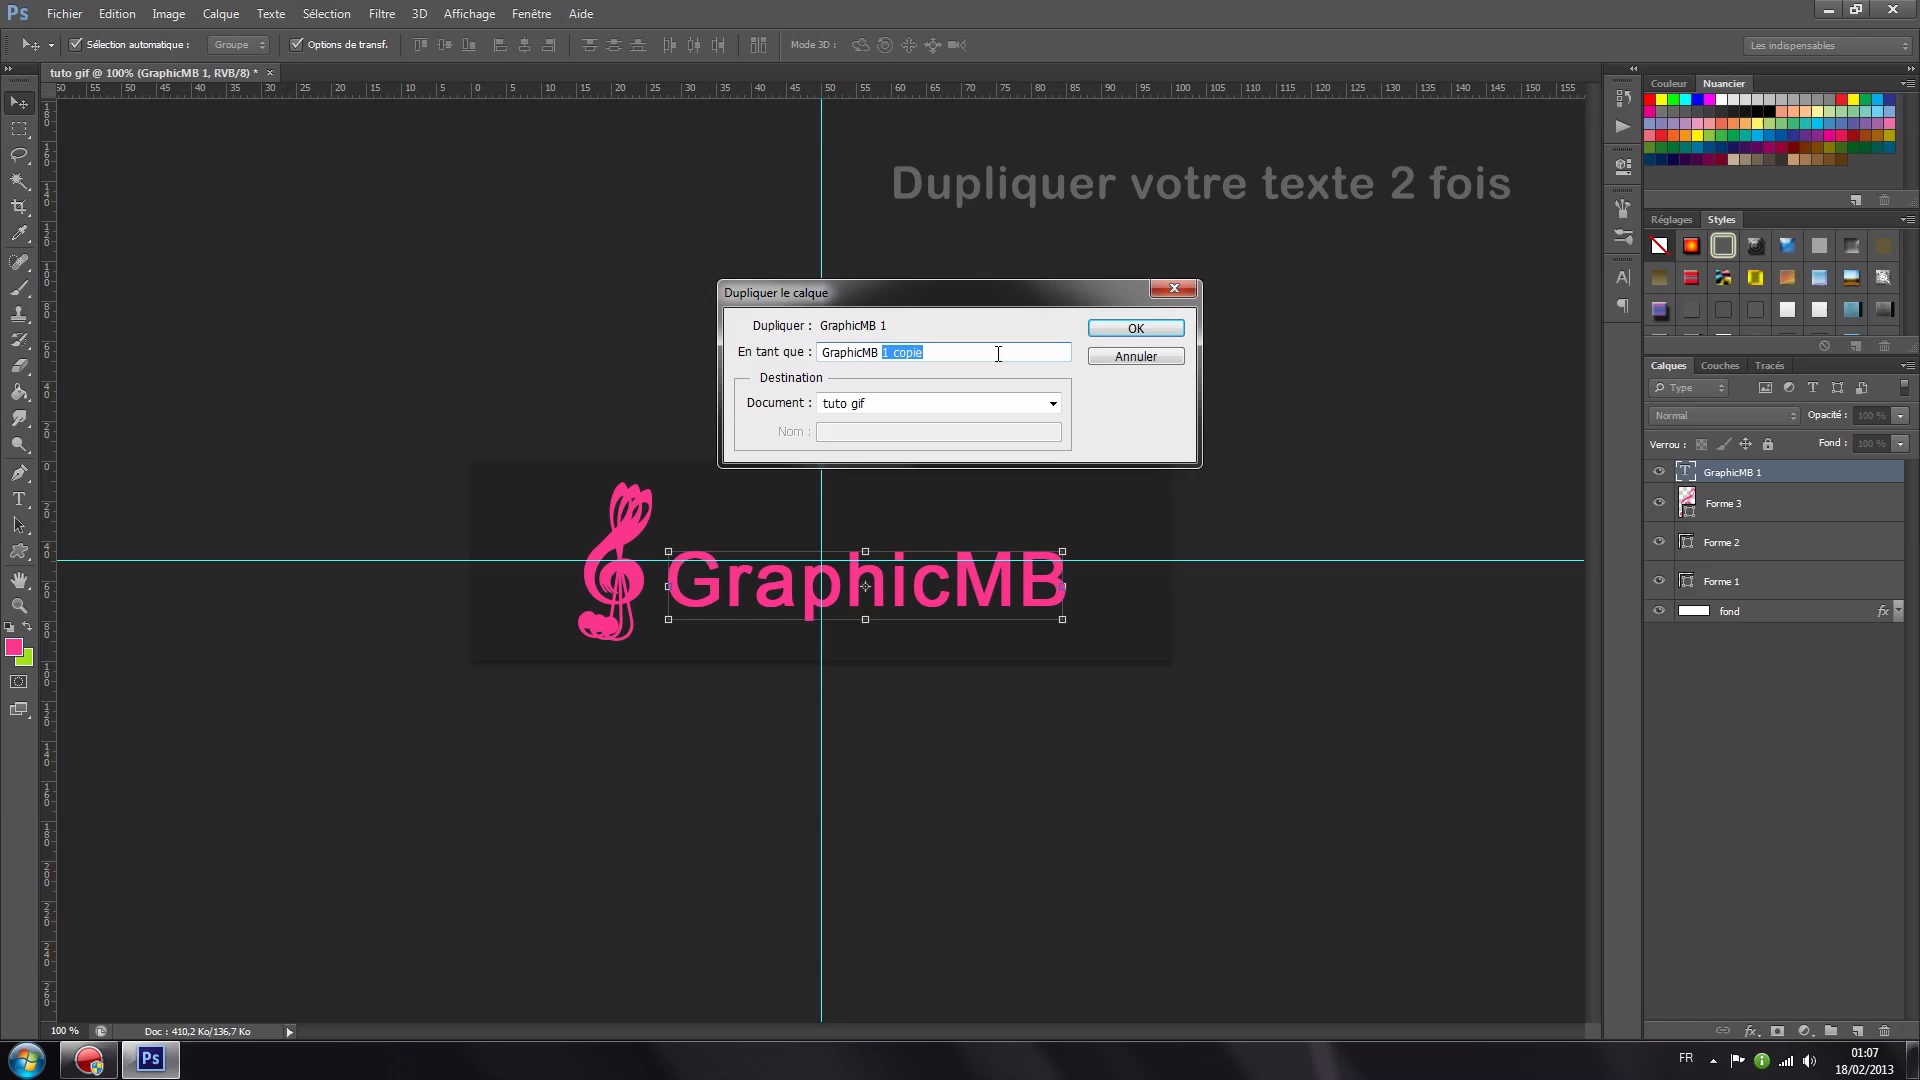 Ps Fichier Edition Image Calque Texte Sélection Filtre 3D Affichage Fenêtre Aide
Sélection automatique : Groupe Options de transf. Mode 3D : Les indispensables
tuto gif @ 100% (GraphicMB 1, RVB/8) * ×
Couleur Nuancier
Dupliquer votre texte 2 fois
Réglages Styles
Dupliquer le calque
Dupliquer : GraphicMB 1
OK
En tant que : GraphicMB 1 copie
Annuler
Destination
Document : tuto gif
Nom :
Calques Couches Tracés
Type
Normal Opacité : 100 %
Verrou : Fond : 100 %
GraphicMB 1
Forme 3
Forme 2
Forme 1
fond fx
GraphicMB
100 % Doc : 410,2 Ko/136,7 Ko
Ps
FR
01:07
18/02/2013